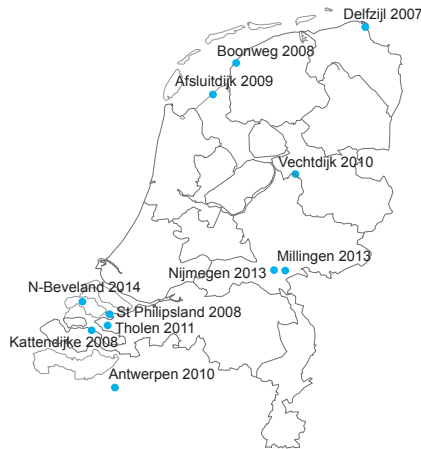 Delfzijl 2007
Boonweg 2008
Afsluitdijk 2009
Vechtdijk 2010
Millingen 2013
Nijmegen 2013
N-Beveland 2014
St Philipsland 2008
Tholen 2011
Kattendijke 2008
Antwerpen 2010